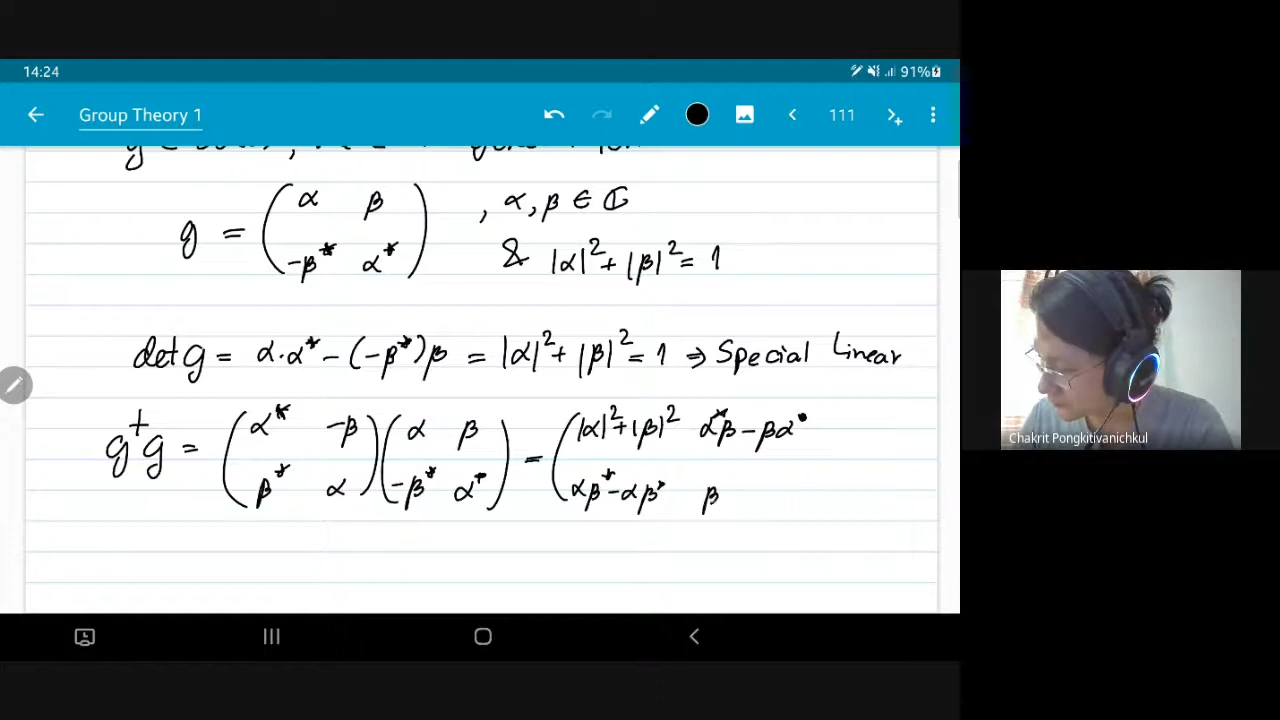 14:24
91%
Group Theory 1
111
g = ( α β ; -β* α* ) , α, β ∈ ℂ
& |α|² + |β|² = 1
det g = α·α* - (-β*)β = |α|² + |β|² = 1 ⇒ Special Linear
g†g = ( α* -β ; β* α ) ( α β ; -β* α* ) = ( |α|²+|β|² α*β - βα* ; αβ* - αβ* β
Chakrit Pongkitivanichkul